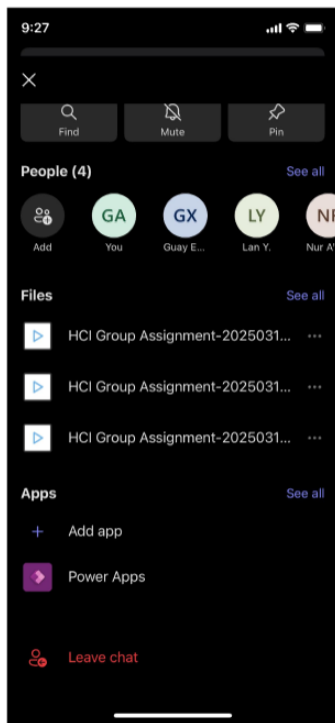 9:27
Find Mute Pin
People (4) See all
GA GX LY
Add You Guay E... Lan Y. Nur A'
Files See all
HCI Group Assignment-2025031...
HCI Group Assignment-2025031...
HCI Group Assignment-2025031...
Apps See all
Add app
Power Apps
Leave chat